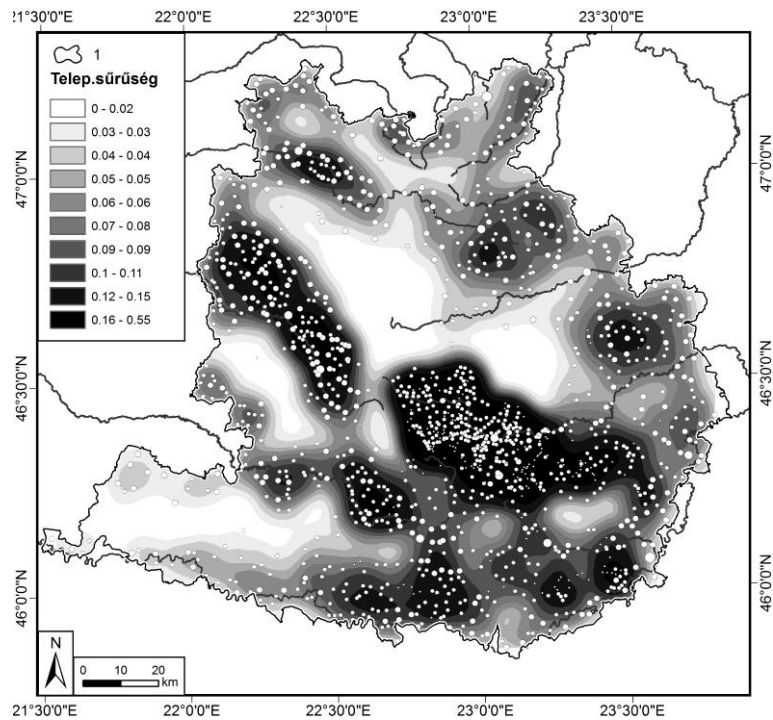 21°30'0"E 22°0'0"E 22°30'0"E 23°0'0"E 23°30'0"E
1
Telep.sűrűség
0 - 0.02
0.03 - 0.03
0.04 - 0.04
0.05 - 0.05
0.06 - 0.06
0.07 - 0.08
0.09 - 0.09
0.1 - 0.11
0.12 - 0.15
0.16 - 0.55
47°0'0"N 47°0'0"N
46°30'0"N 46°30'0"N
46°0'0"N 46°0'0"N
N
0 10 20
km
21°30'0"E 22°0'0"E 22°30'0"E 23°0'0"E 23°30'0"E